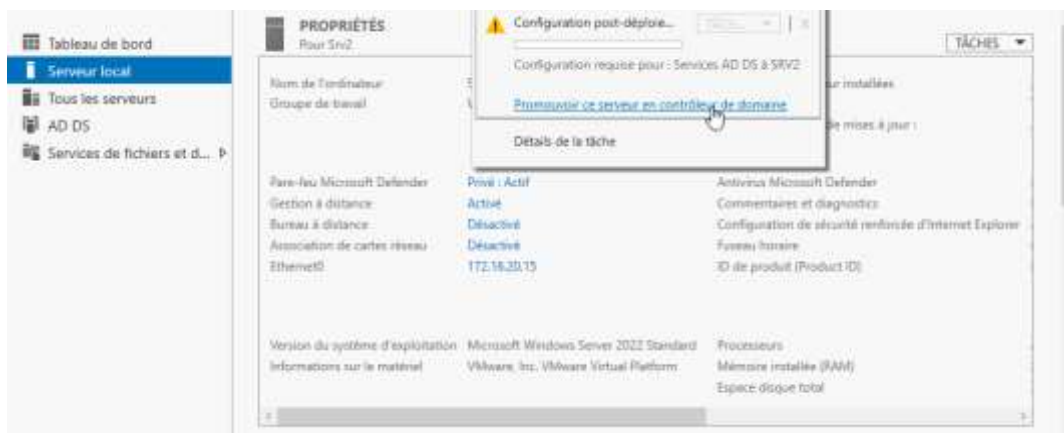 Tableau de bord
Serveur local
Tous les serveurs
AD DS
Services de fichiers et d...
PROPRIÉTÉS
Pour Srv2
TÂCHES
Configuration post-déploie...
Configuration requise pour : Services AD DS à SRV2
Promouvoir ce serveur en contrôleur de domaine
Détails de la tâche
Nom de l'ordinateur
Groupe de travail
installées
de mises à jour :
Pare-feu Microsoft Defender Privé : Actif
Gestion à distance Activé
Bureau à distance Désactivé
Association de cartes réseau Désactivé
Ethernet0 172.16.20.15
Antivirus Microsoft Defender
Commentaires et diagnostics
Configuration de sécurité renforcée d'Internet Explorer
Fuseau horaire
ID de produit (Product ID)
Version du système d'exploitation Microsoft Windows Server 2022 Standard
Informations sur le matériel VMware, Inc. VMware Virtual Platform
Processeurs
Mémoire installée (RAM)
Espace disque total